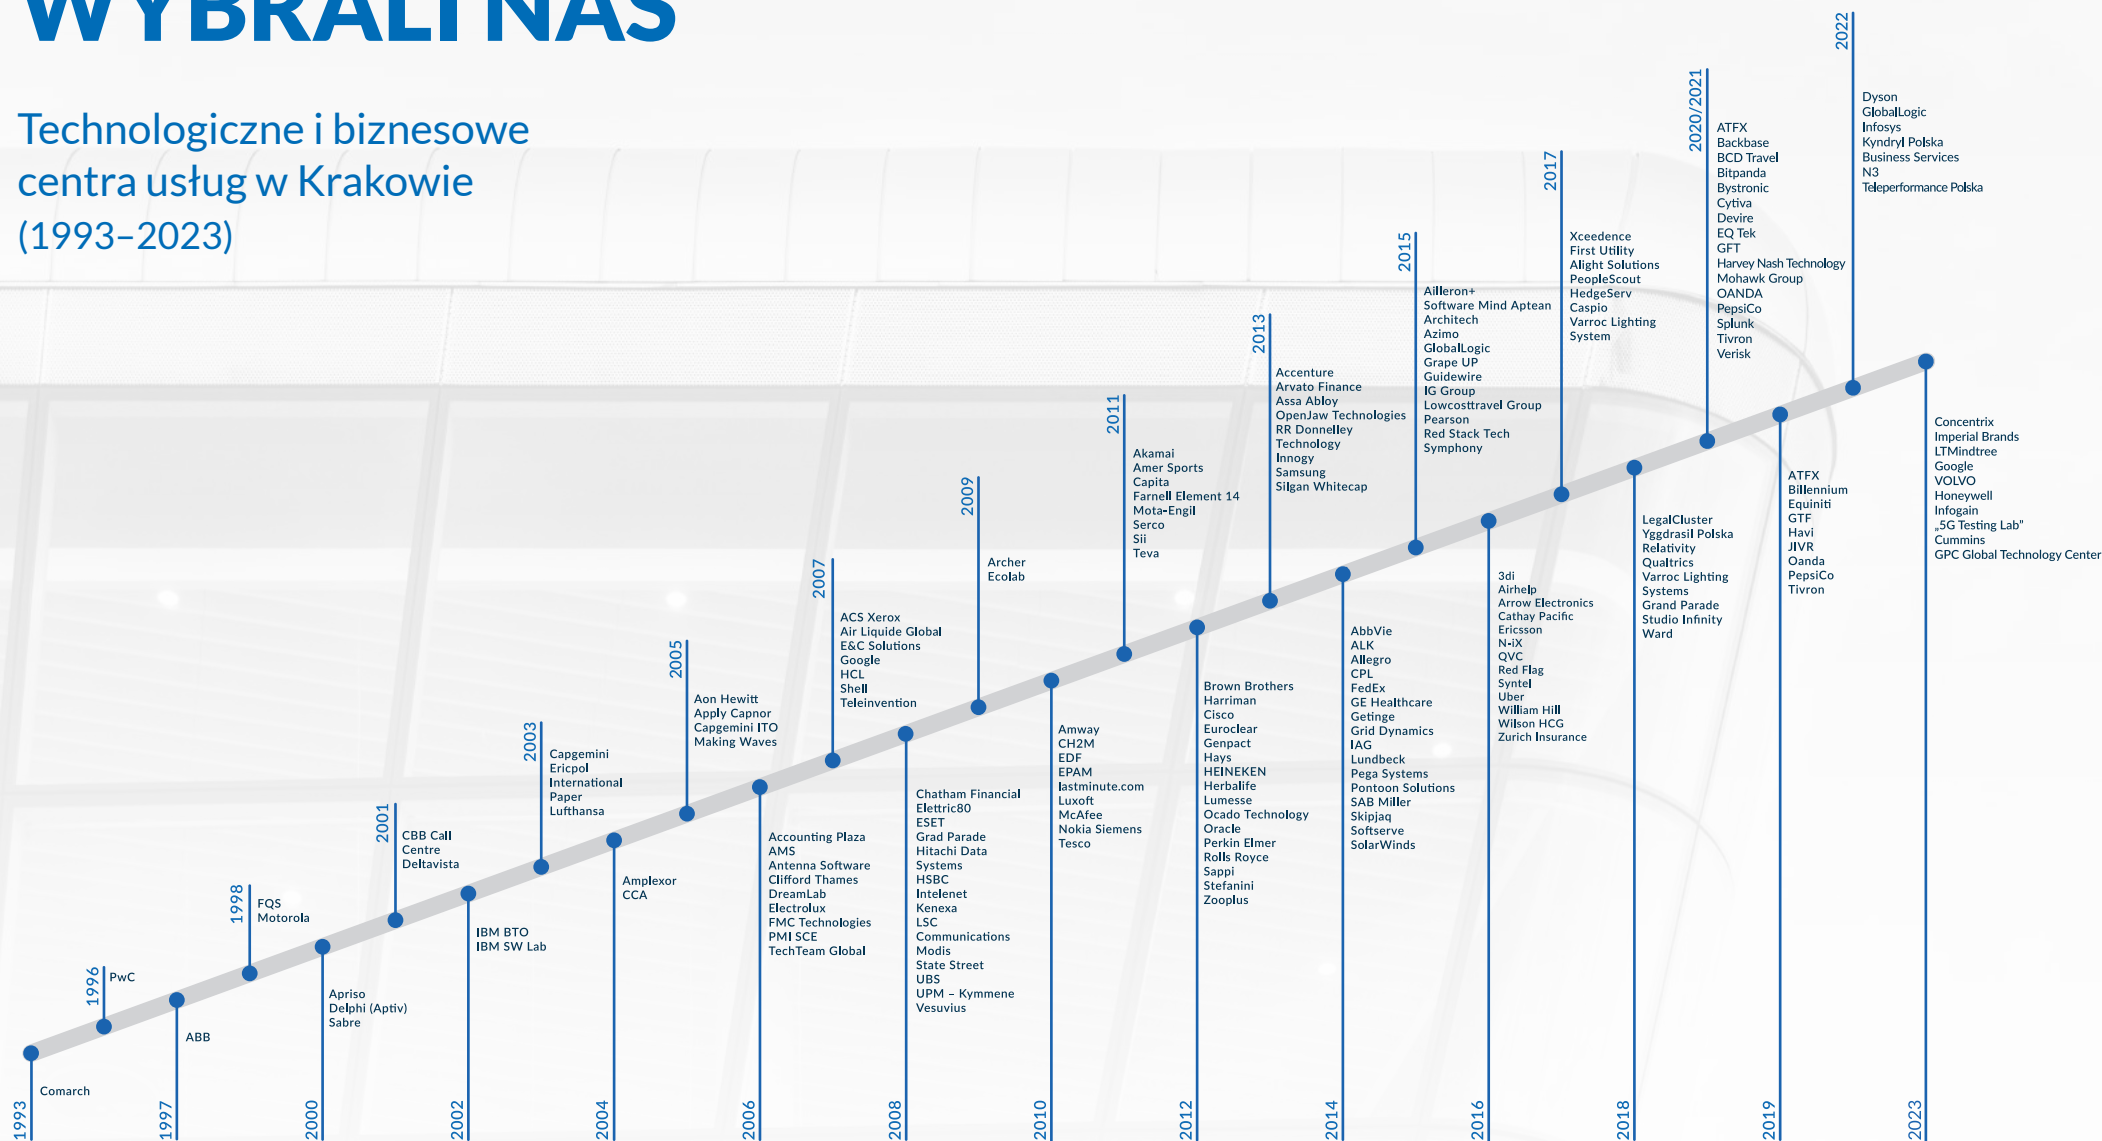 WYBRALI NAS
Technologiczne i biznesowe
centra usług w Krakowie
(1993–2023)
1993
Comarch
1996
PwC
1997
ABB
1998
FQS
Motorola
2000
Apriso
Delphi (Aptiv)
Sabre
2001
CBB Call
Centre
Deltavista
2002
IBM BTO
IBM SW Lab
2003
Capgemini
Ericpol
International
Paper
Lufthansa
2004
Amplexor
CCA
2005
Aon Hewitt
Apply Capnor
Capgemini ITO
Making Waves
2006
Accounting Plaza
AMS
Antenna Software
Clifford Thames
DreamLab
Electrolux
FMC Technologies
PMI SCE
TechTeam Global
2007
ACS Xerox
Air Liquide Global
E&C Solutions
Google
HCL
Shell
Teleinvention
2008
Chatham Financial
Elettric80
ESET
Grad Parade
Hitachi Data
Systems
HSBC
Intelenet
Kenexa
LSC
Communications
Modis
State Street
UBS
UPM – Kymmene
Vesuvius
2009
Archer
Ecolab
2010
Amway
CH2M
EDF
EPAM
lastminute.com
Luxoft
McAfee
Nokia Siemens
Tesco
2011
Akamai
Amer Sports
Capita
Farnell Element 14
Mota-Engil
Serco
Sii
Teva
2012
Brown Brothers
Harriman
Cisco
Euroclear
Genpact
Hays
HEINEKEN
Herbalife
Lumesse
Ocado Technology
Oracle
Perkin Elmer
Rolls Royce
Sappi
Stefanini
Zooplus
2013
Accenture
Arvato Finance
Assa Abloy
OpenJaw Technologies
RR Donnelley
Technology
Innogy
Samsung
Silgan Whitecap
2014
AbbVie
ALK
Allegro
CPL
FedEx
GE Healthcare
Getinge
Grid Dynamics
IAG
Lundbeck
Pega Systems
Pontoon Solutions
SAB Miller
Skipjaq
Softserve
SolarWinds
2015
Ailleron+
Software Mind Aptean
Architech
Azimo
GlobalLogic
Grape UP
Guidewire
IG Group
Lowcosttravel Group
Pearson
Red Stack Tech
Symphony
2016
3di
Airhelp
Arrow Electronics
Cathay Pacific
Ericsson
N-iX
QVC
Red Flag
Syntel
Uber
William Hill
Wilson HCG
Zurich Insurance
2017
Xceedence
First Utility
Alight Solutions
PeopleScout
HedgeServ
Caspio
Varroc Lighting
System
2018
LegalCluster
Yggdrasil Polska
Relativity
Qualtrics
Varroc Lighting
Systems
Grand Parade
Studio Infinity
Ward
2019
ATFX
Billennium
Equiniti
GTF
Havi
JIVR
Oanda
PepsiCo
Tivron
2020/2021
ATFX
Backbase
BCD Travel
Bitpanda
Bystronic
Cytiva
Devire
EQ Tek
GFT
Harvey Nash Technology
Mohawk Group
OANDA
PepsiCo
Splunk
Tivron
Verisk
2022
Dyson
GlobalLogic
Infosys
Kyndryl Polska
Business Services
N3
Teleperformance Polska
2023
Concentrix
Imperial Brands
LTMindtree
Google
VOLVO
Honeywell
Infogain
„5G Testing Lab”
Cummins
GPC Global Technology Center